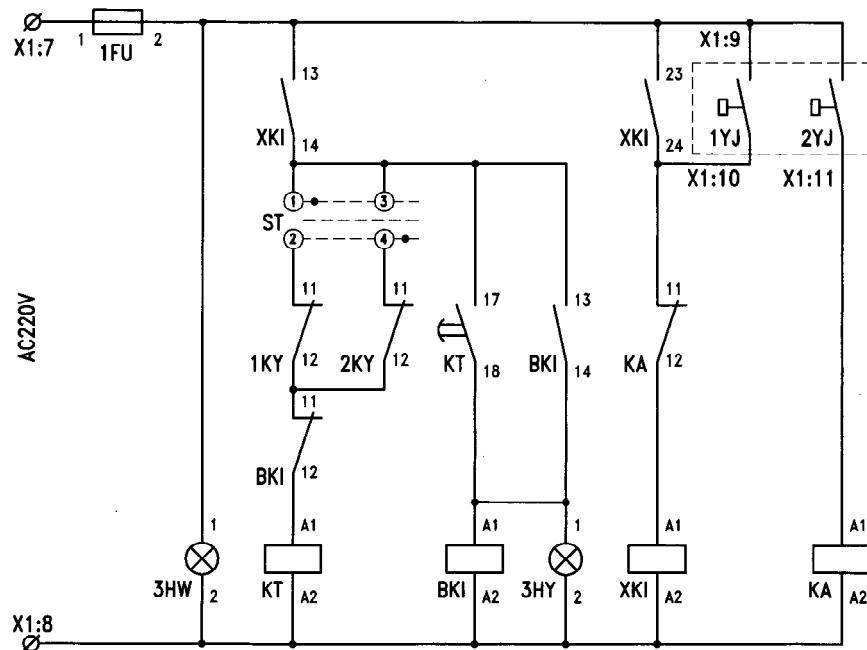 X1:7 1 1FU 2
X1:9
13 23
XKI 14 XKI 24 1YJ 2YJ
X1:10 X1:11
1 3
ST
2 4
AC220V
11 11 17 13 11
1KY 12 2KY 12 KT 18 BKI 14 KA 12
11
BKI 12
1 A1 A1 1 A1 A1
3HW 2 KT A2 BKI A2 3HY 2 XKI A2 KA A2
X1:8